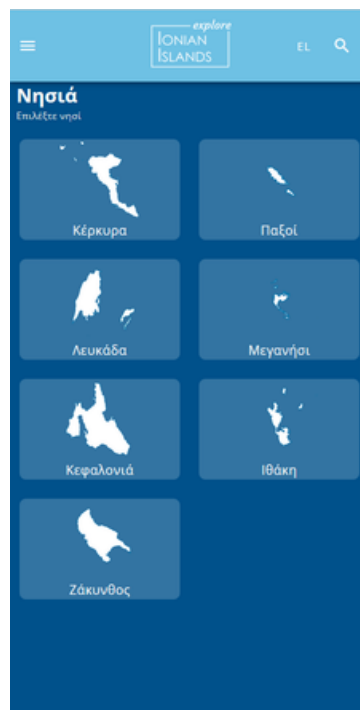 explore
IONIAN
ISLANDS
EL
Νησιά
Επιλέξτε νησί
Κέρκυρα
Παξοί
Λευκάδα
Μεγανήσι
Κεφαλονιά
Ιθάκη
Ζάκυνθος